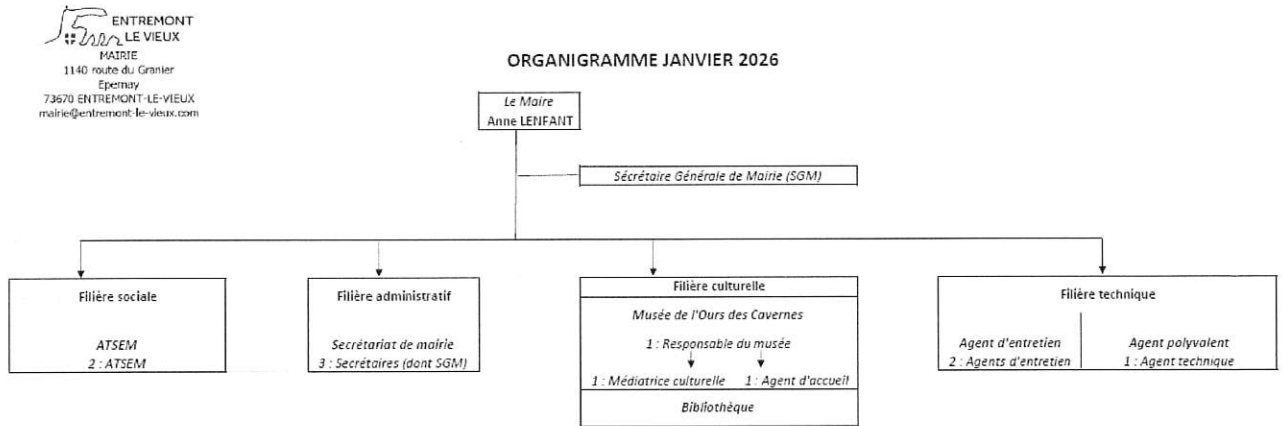 ENTREMONT
LE VIEUX
MAIRIE
1140 route du Granier
Epernay
73670 ENTREMONT-LE-VIEUX
mairie@entremont-le-vieux.com
ORGANIGRAMME JANVIER 2026
Le Maire
Anne LENFANT
Sécrétaire Générale de Mairie (SGM)
Filière sociale
ATSEM
2 : ATSEM
Filière administratif
Secrétariat de mairie
3 : Secrétaires (dont SGM)
Filière culturelle
Musée de l'Ours des Cavernes
1 : Responsable du musée
1 : Médiatrice culturelle 1 : Agent d'accueil
Bibliothèque
Filière technique
Agent d'entretien
2 : Agents d'entretien
Agent polyvalent
1 : Agent technique